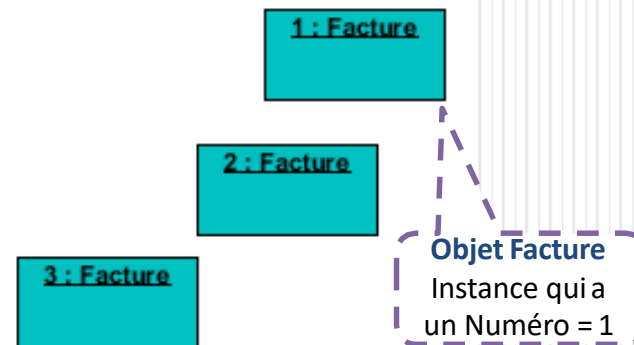 1 : Facture
2 : Facture
3 : Facture
Objet Facture
Instance qui a
un Numéro = 1